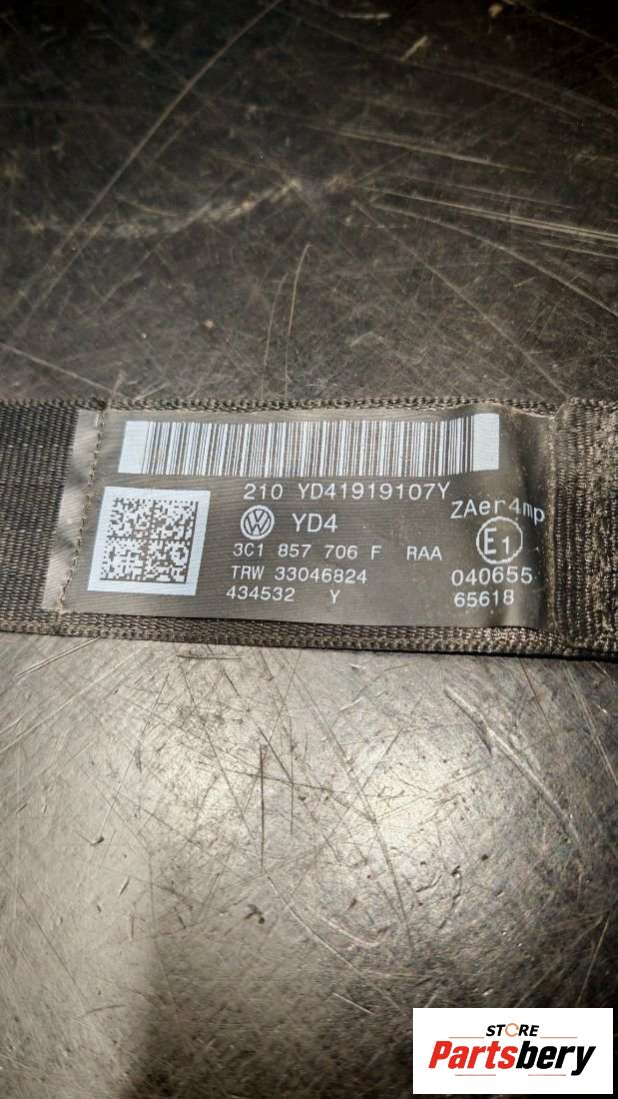 210 YD41919107Y
YD4
3C1 857 706 F RAA
TRW 33046824
434532 Y
ZAer4mp
E1
040655
65618
STORE
Partsbery